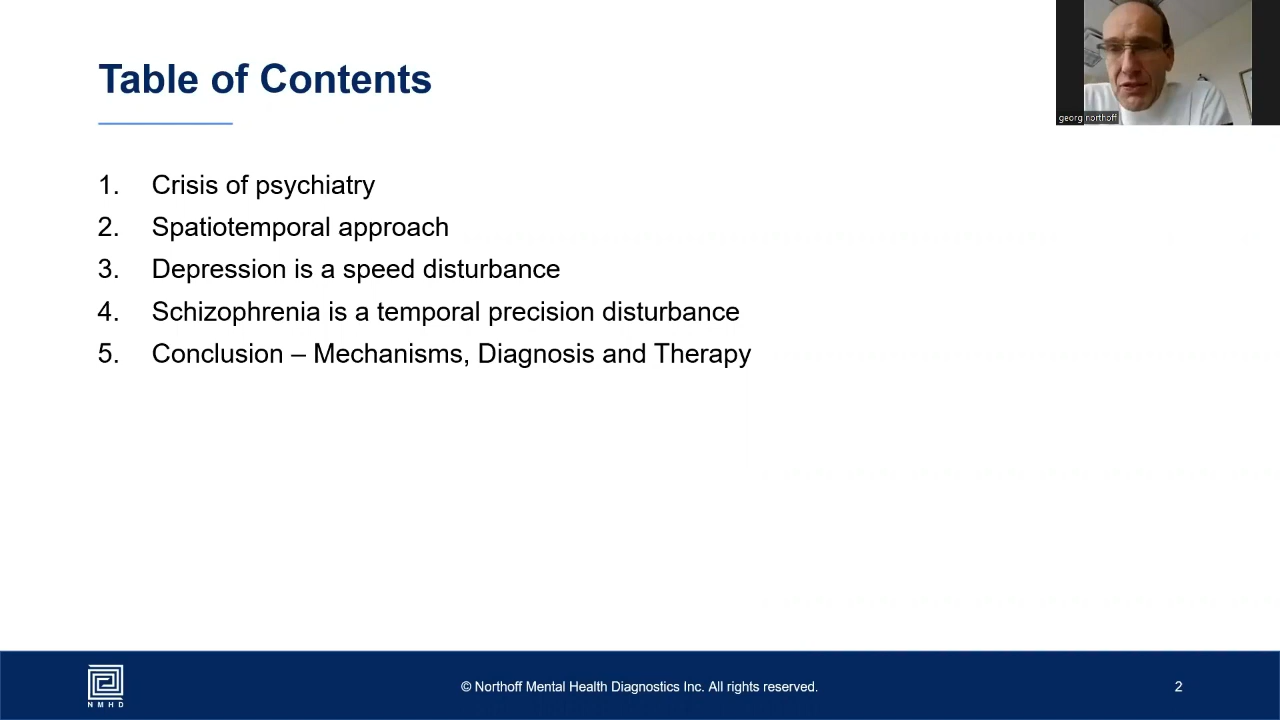 Table of Contents
georg northoff
1. Crisis of psychiatry
2. Spatiotemporal approach
3. Depression is a speed disturbance
4. Schizophrenia is a temporal precision disturbance
5. Conclusion – Mechanisms, Diagnosis and Therapy
NMHD
© Northoff Mental Health Diagnostics Inc. All rights reserved.
2